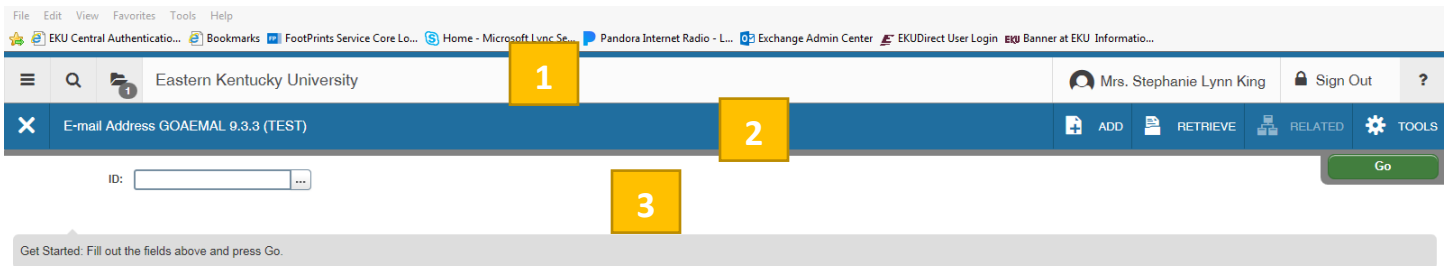 File Edit View Favorites Tools Help
EKU Central Authenticatio... Bookmarks FootPrints Service Core Lo... Home - Microsoft Lync Se... Pandora Internet Radio - L... Exchange Admin Center EKUDirect User Login EKU Banner at EKU Informatio...
1
1 Eastern Kentucky University Mrs. Stephanie Lynn King Sign Out ?
2
X E-mail Address GOAEMAL 9.3.3 (TEST) ADD RETRIEVE RELATED TOOLS
Go
ID: ...
3
Get Started: Fill out the fields above and press Go.